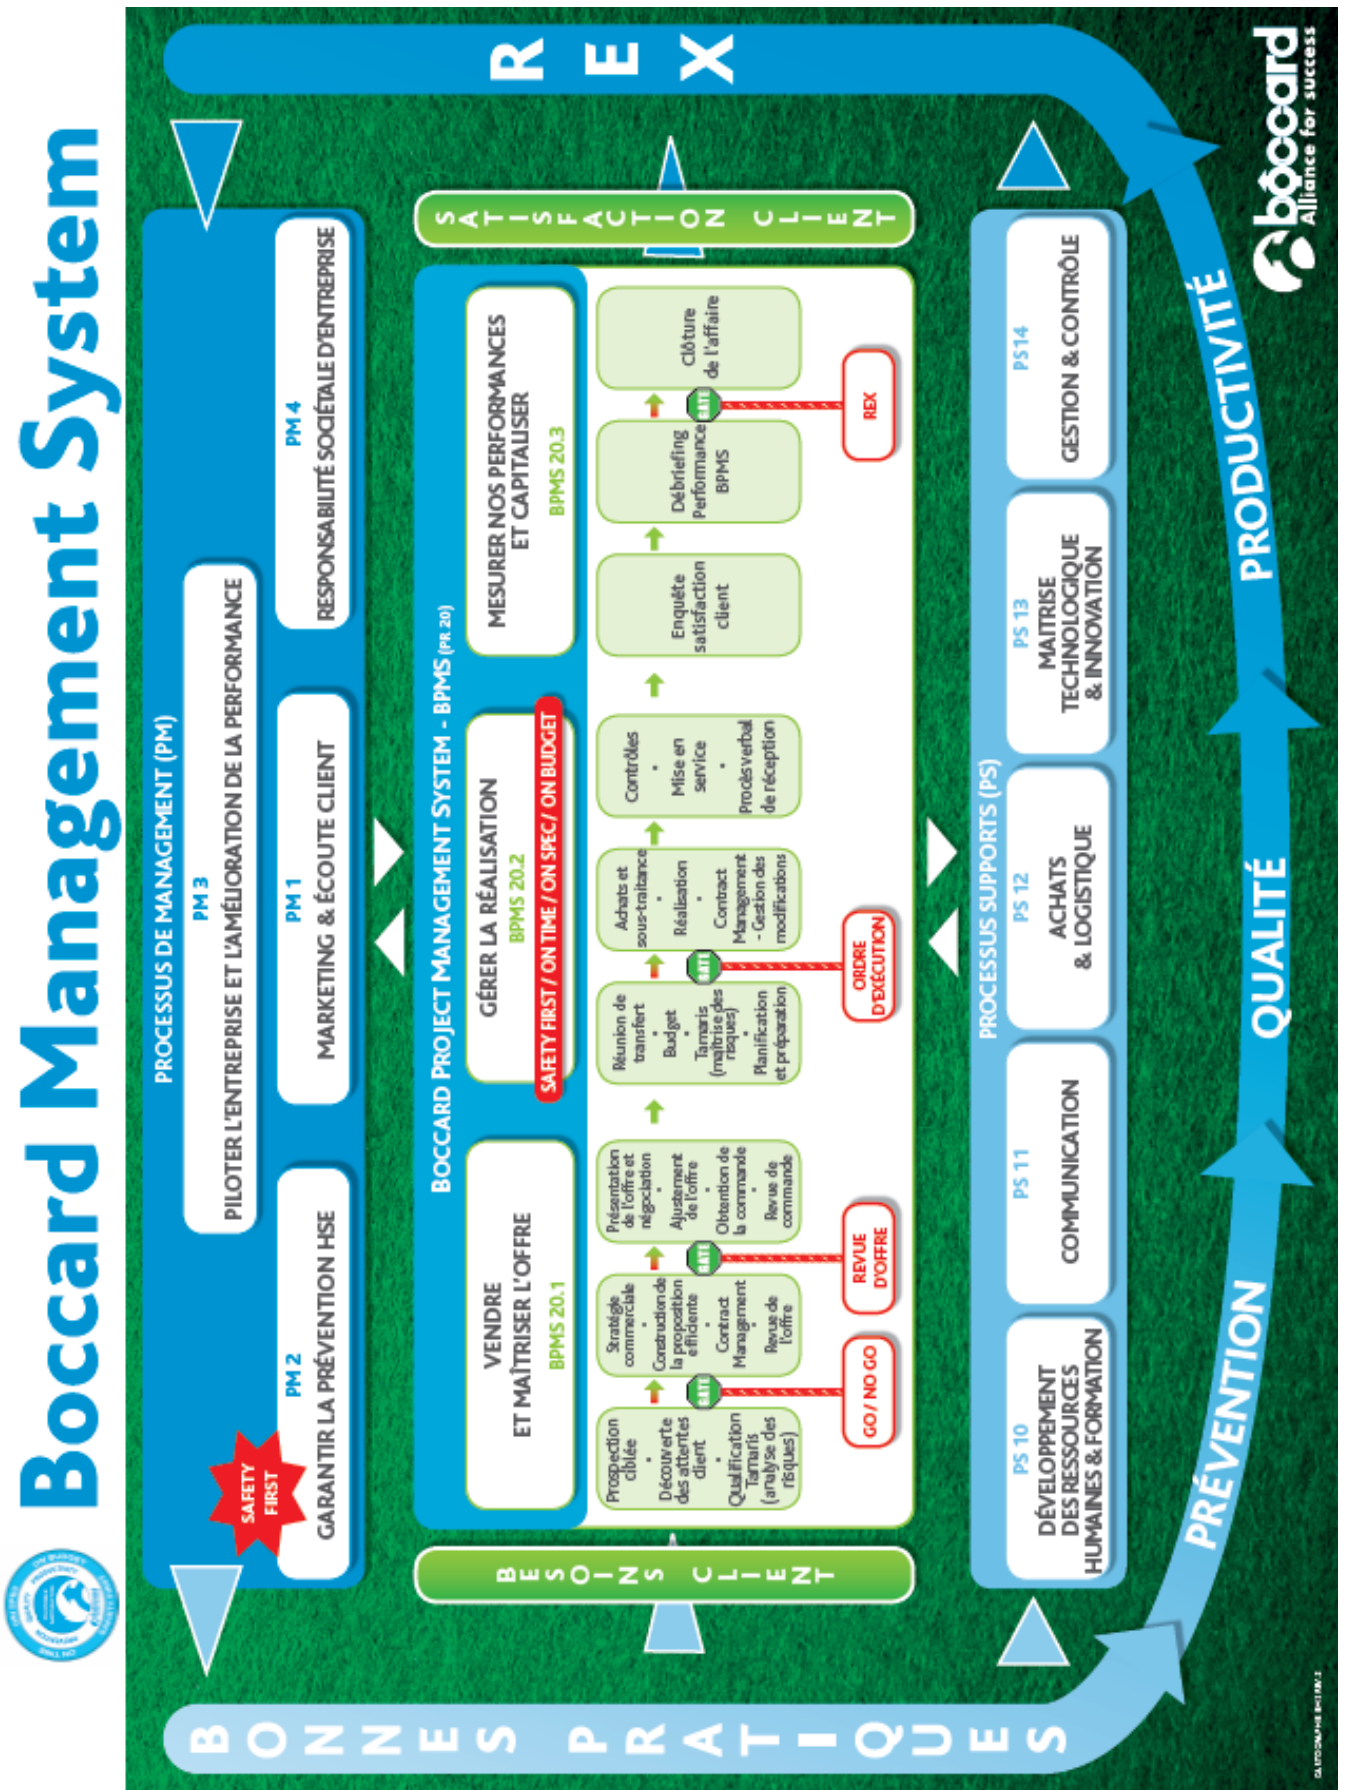 Boccard Management System
BONNES PRATIQUES
REX
PROCESSUS DE MANAGEMENT (PM)
PM 3
PILOTER L'ENTREPRISE ET L'AMÉLIORATION DE LA PERFORMANCE
SAFETY
FIRST
PM 2
GARANTIR LA PRÉVENTION HSE
PM 1
MARKETING & ÉCOUTE CLIENT
PM 4
RESPONSABILITÉ SOCIÉTALE D'ENTREPRISE
BESOINS CLIENT
BOCCARD PROJECT MANAGEMENT SYSTEM - BPMS (PR 20)
VENDRE
ET MAÎTRISER L'OFFRE
BPMS 20.1
GÉRER LA RÉALISATION
BPMS 20.2
SAFETY FIRST / ON TIME / ON SPEC / ON BUDGET
MESURER NOS PERFORMANCES
ET CAPITALISER
BPMS 20.3
Prospection
ciblée
•
Découverte
des attentes
client
•
Qualification
Tamaris
(analyse des
risques)
GATE
GO / NO GO
Stratégie
commerciale
•
Construction de
la proposition
efficiente
•
Contract
Management
•
Revue de
l'offre
GATE
REVUE
D'OFFRE
Présentation
de l'offre et
négociation
•
Ajustement
de l'offre
•
Obtention de
la commande
•
Revue de
commande
Réunion de
transfert
•
Budget
•
Tamaris
(maîtrise des
risques)
•
Planification
et préparation
GATE
ORDRE
D'EXÉCUTION
Achats et
sous-traitance
•
Réalisation
•
Contract
Management
- Gestion des
modifications
Contrôles
•
Mise en
service
•
Procès verbal
de réception
Enquête
satisfaction
client
Débriefing
Performance
BPMS
GATE
REX
Clôture
de l'affaire
SATISFACTION CLIENT
PROCESSUS SUPPORTS (PS)
PS 10
DÉVELOPPEMENT
DES RESSOURCES
HUMAINES & FORMATION
PS 11
COMMUNICATION
PS 12
ACHATS
& LOGISTIQUE
PS 13
MAITRISE
TECHNOLOGIQUE
& INNOVATION
PS14
GESTION & CONTRÔLE
PRÉVENTION
QUALITÉ
PRODUCTIVITÉ
boccard
Alliance for success